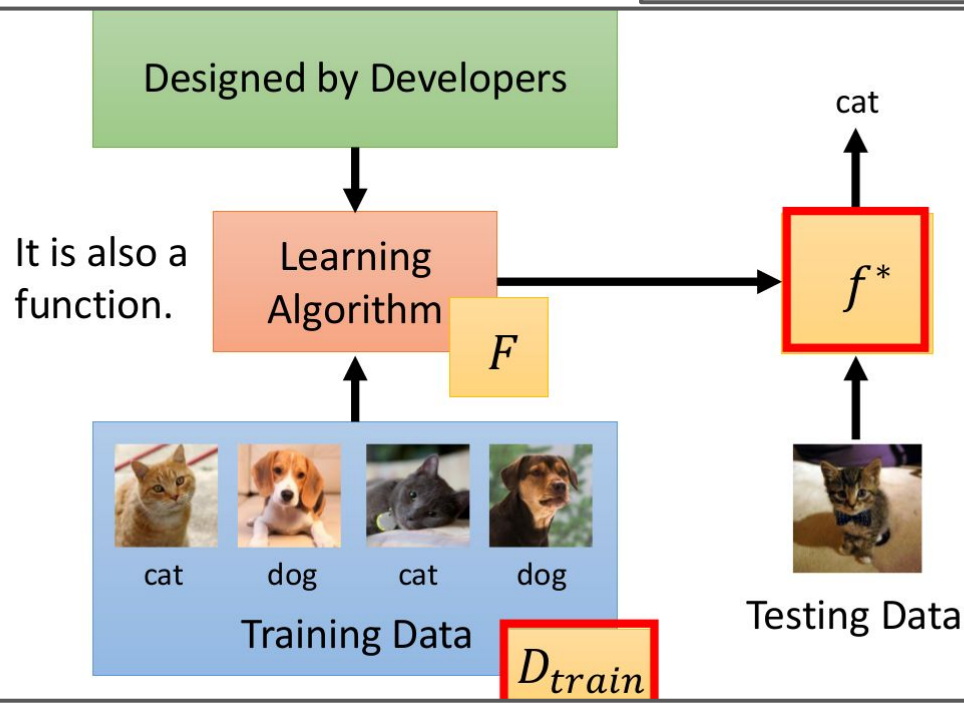 Designed by Developers
cat
It is also a
function.
Learning
Algorithm
F
f*
cat
dog
cat
dog
Training Data
D_train
Testing Data